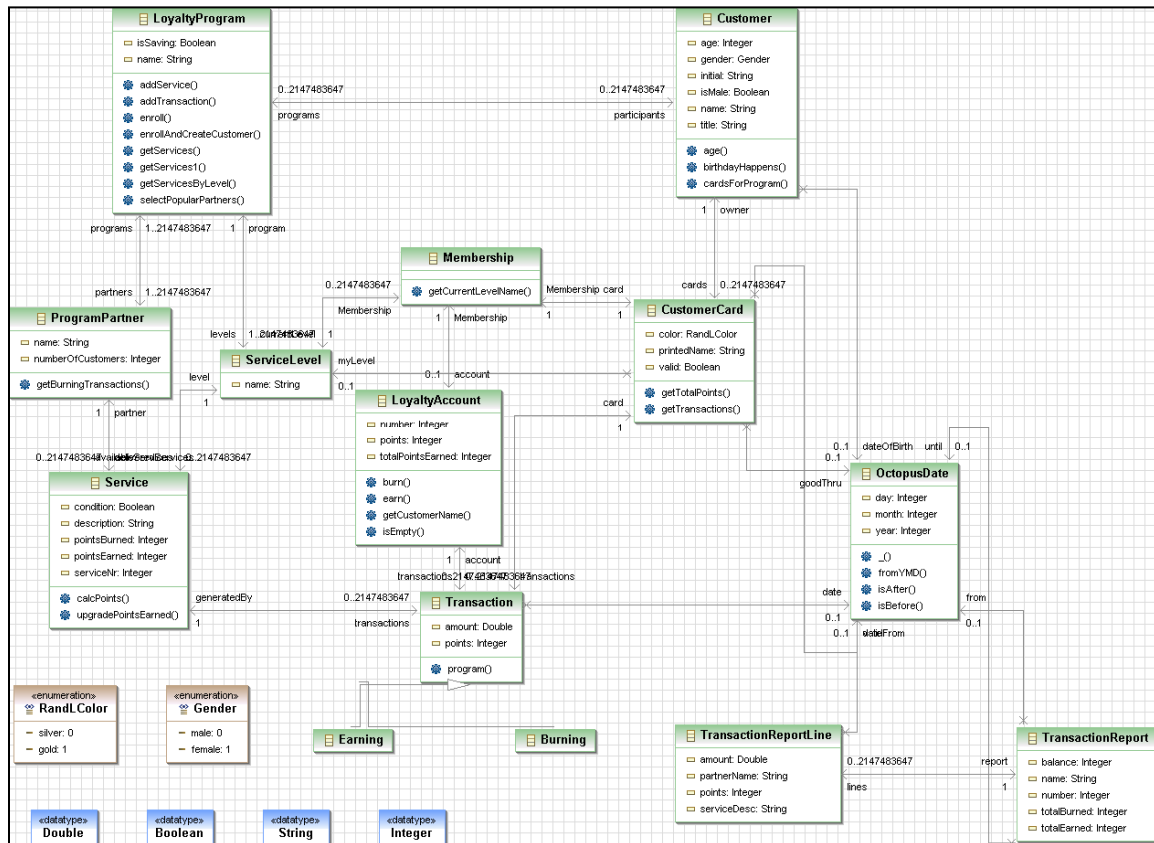 LoyaltyProgram
isSaving: Boolean
name: String
addService()
addTransaction()
enroll()
enrollAndCreateCustomer()
getServices()
getServices1()
getServicesByLevel()
selectPopularPartners()
Customer
age: Integer
gender: Gender
initial: String
isMale: Boolean
name: String
title: String
age()
birthdayHappens()
cardsForProgram()
0..2147483647
programs
0..2147483647
participants
programs
1..2147483647
1
program
1
owner
partners
1..2147483647
cards
0..2147483647
Membership
getCurrentLevelName()
0..2147483647
Membership
Membership
card
1
1
1
Membership
ProgramPartner
name: String
numberOfCustomers: Integer
getBurningTransactions()
levels
1..2147483647
1
ServiceLevel
name: String
CustomerCard
color: RandLColor
printedName: String
valid: Boolean
getTotalPoints()
getTransactions()
myLevel
0..1
0..1
account
level
1
card
1
LoyaltyAccount
number: Integer
points: Integer
totalPointsEarned: Integer
burn()
earn()
getCustomerName()
isEmpty()
1
partner
0..2147483647
0..2147483647
Service
condition: Boolean
description: String
pointsBurned: Integer
pointsEarned: Integer
serviceNr: Integer
calcPoints()
upgradePointsEarned()
0..1
dateOfBirth
until
0..1
0..1
goodThru
OctopusDate
day: Integer
month: Integer
year: Integer
_()
fromYMD()
isAfter()
isBefore()
1
account
transactions
transactions
generatedBy
1
0..2147483647
transactions
Transaction
amount: Double
points: Integer
program()
date
0..1
0..1
from
0..1
«enumeration»
RandLColor
silver: 0
gold: 1
«enumeration»
Gender
male: 0
female: 1
Earning
Burning
TransactionReportLine
amount: Double
partnerName: String
points: Integer
serviceDesc: String
0..2147483647
lines
report
1
TransactionReport
balance: Integer
name: String
number: Integer
totalBurned: Integer
totalEarned: Integer
«datatype»
Double
«datatype»
Boolean
«datatype»
String
«datatype»
Integer